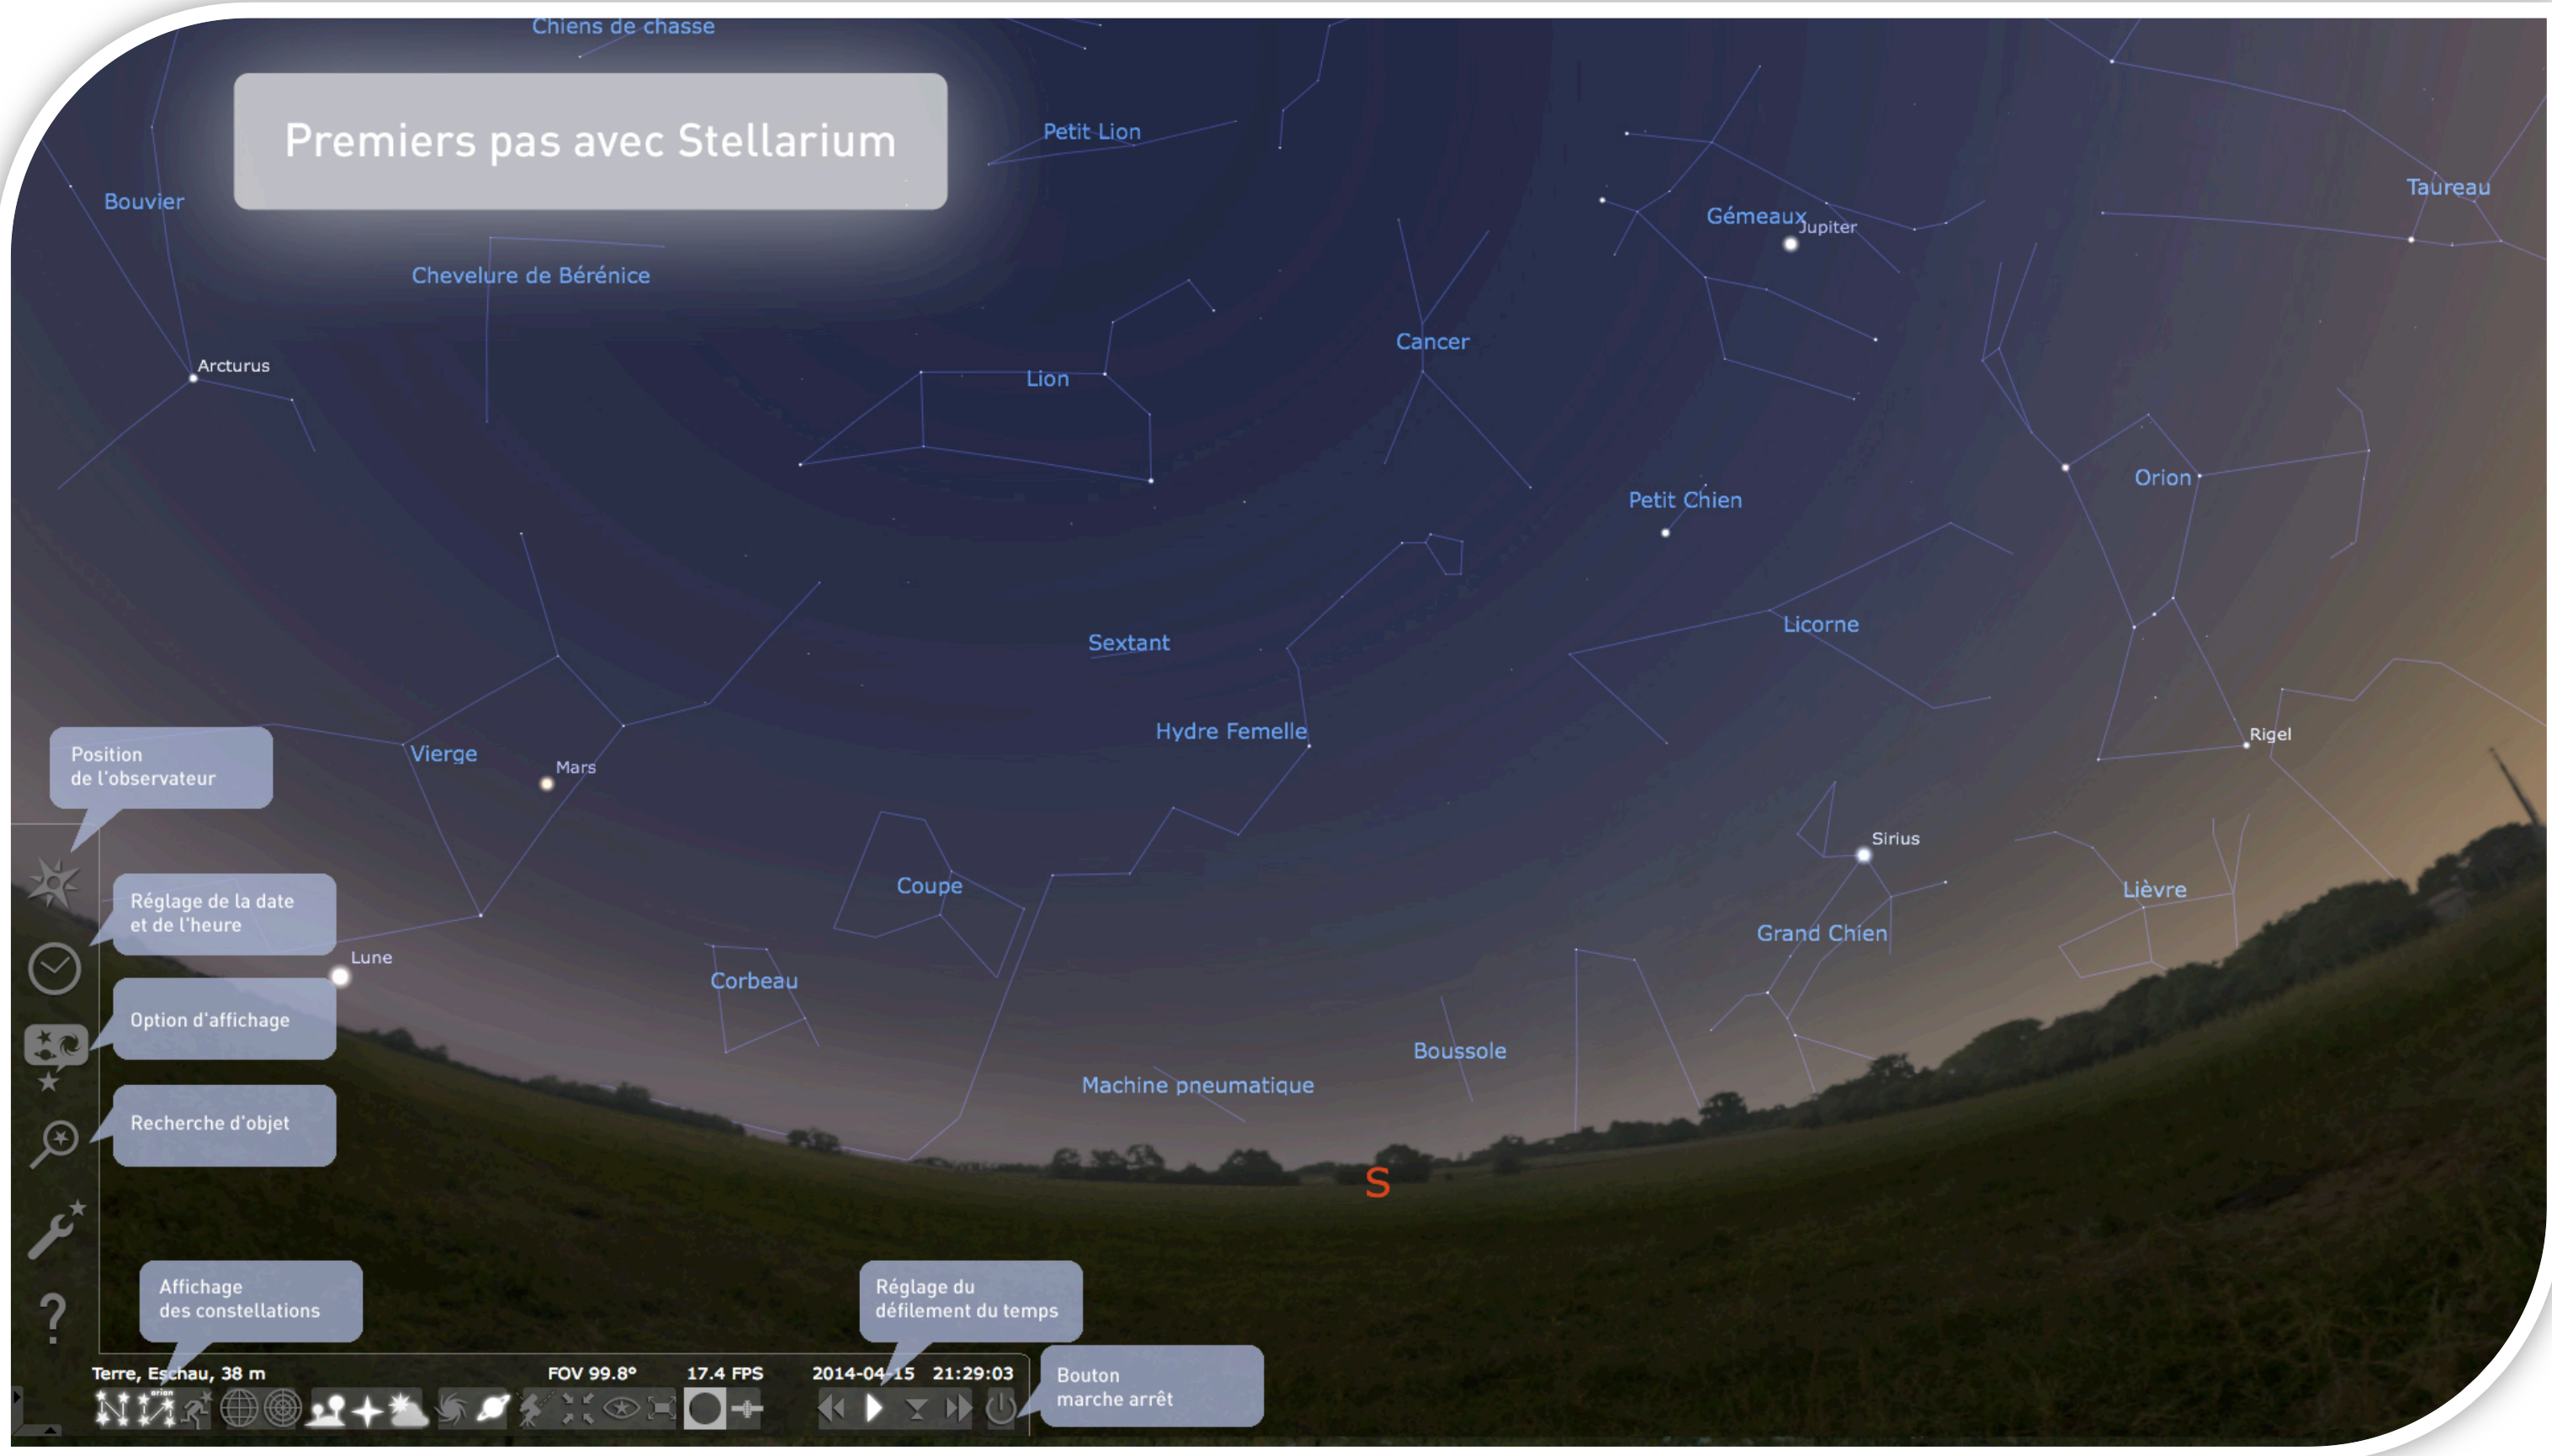 Chiens de chasse
Premiers pas avec Stellarium
Petit Lion
Bouvier
Taureau
Gémeaux
Jupiter
Chevelure de Bérénice
Arcturus
Cancer
Lion
Orion
Petit Chien
Sextant
Licorne
Hydre Femelle
Rigel
Vierge
Mars
Position
de l'observateur
Sirius
Coupe
Lièvre
Réglage de la date
et de l'heure
Grand Chien
Lune
Corbeau
Option d'affichage
Boussole
Machine pneumatique
Recherche d'objet
S
Affichage
des constellations
Réglage du
défilement du temps
?
Terre, Eschau, 38 m
FOV 99.8°
17.4 FPS
2014-04-15 21:29:03
orion
Bouton
marche arrêt